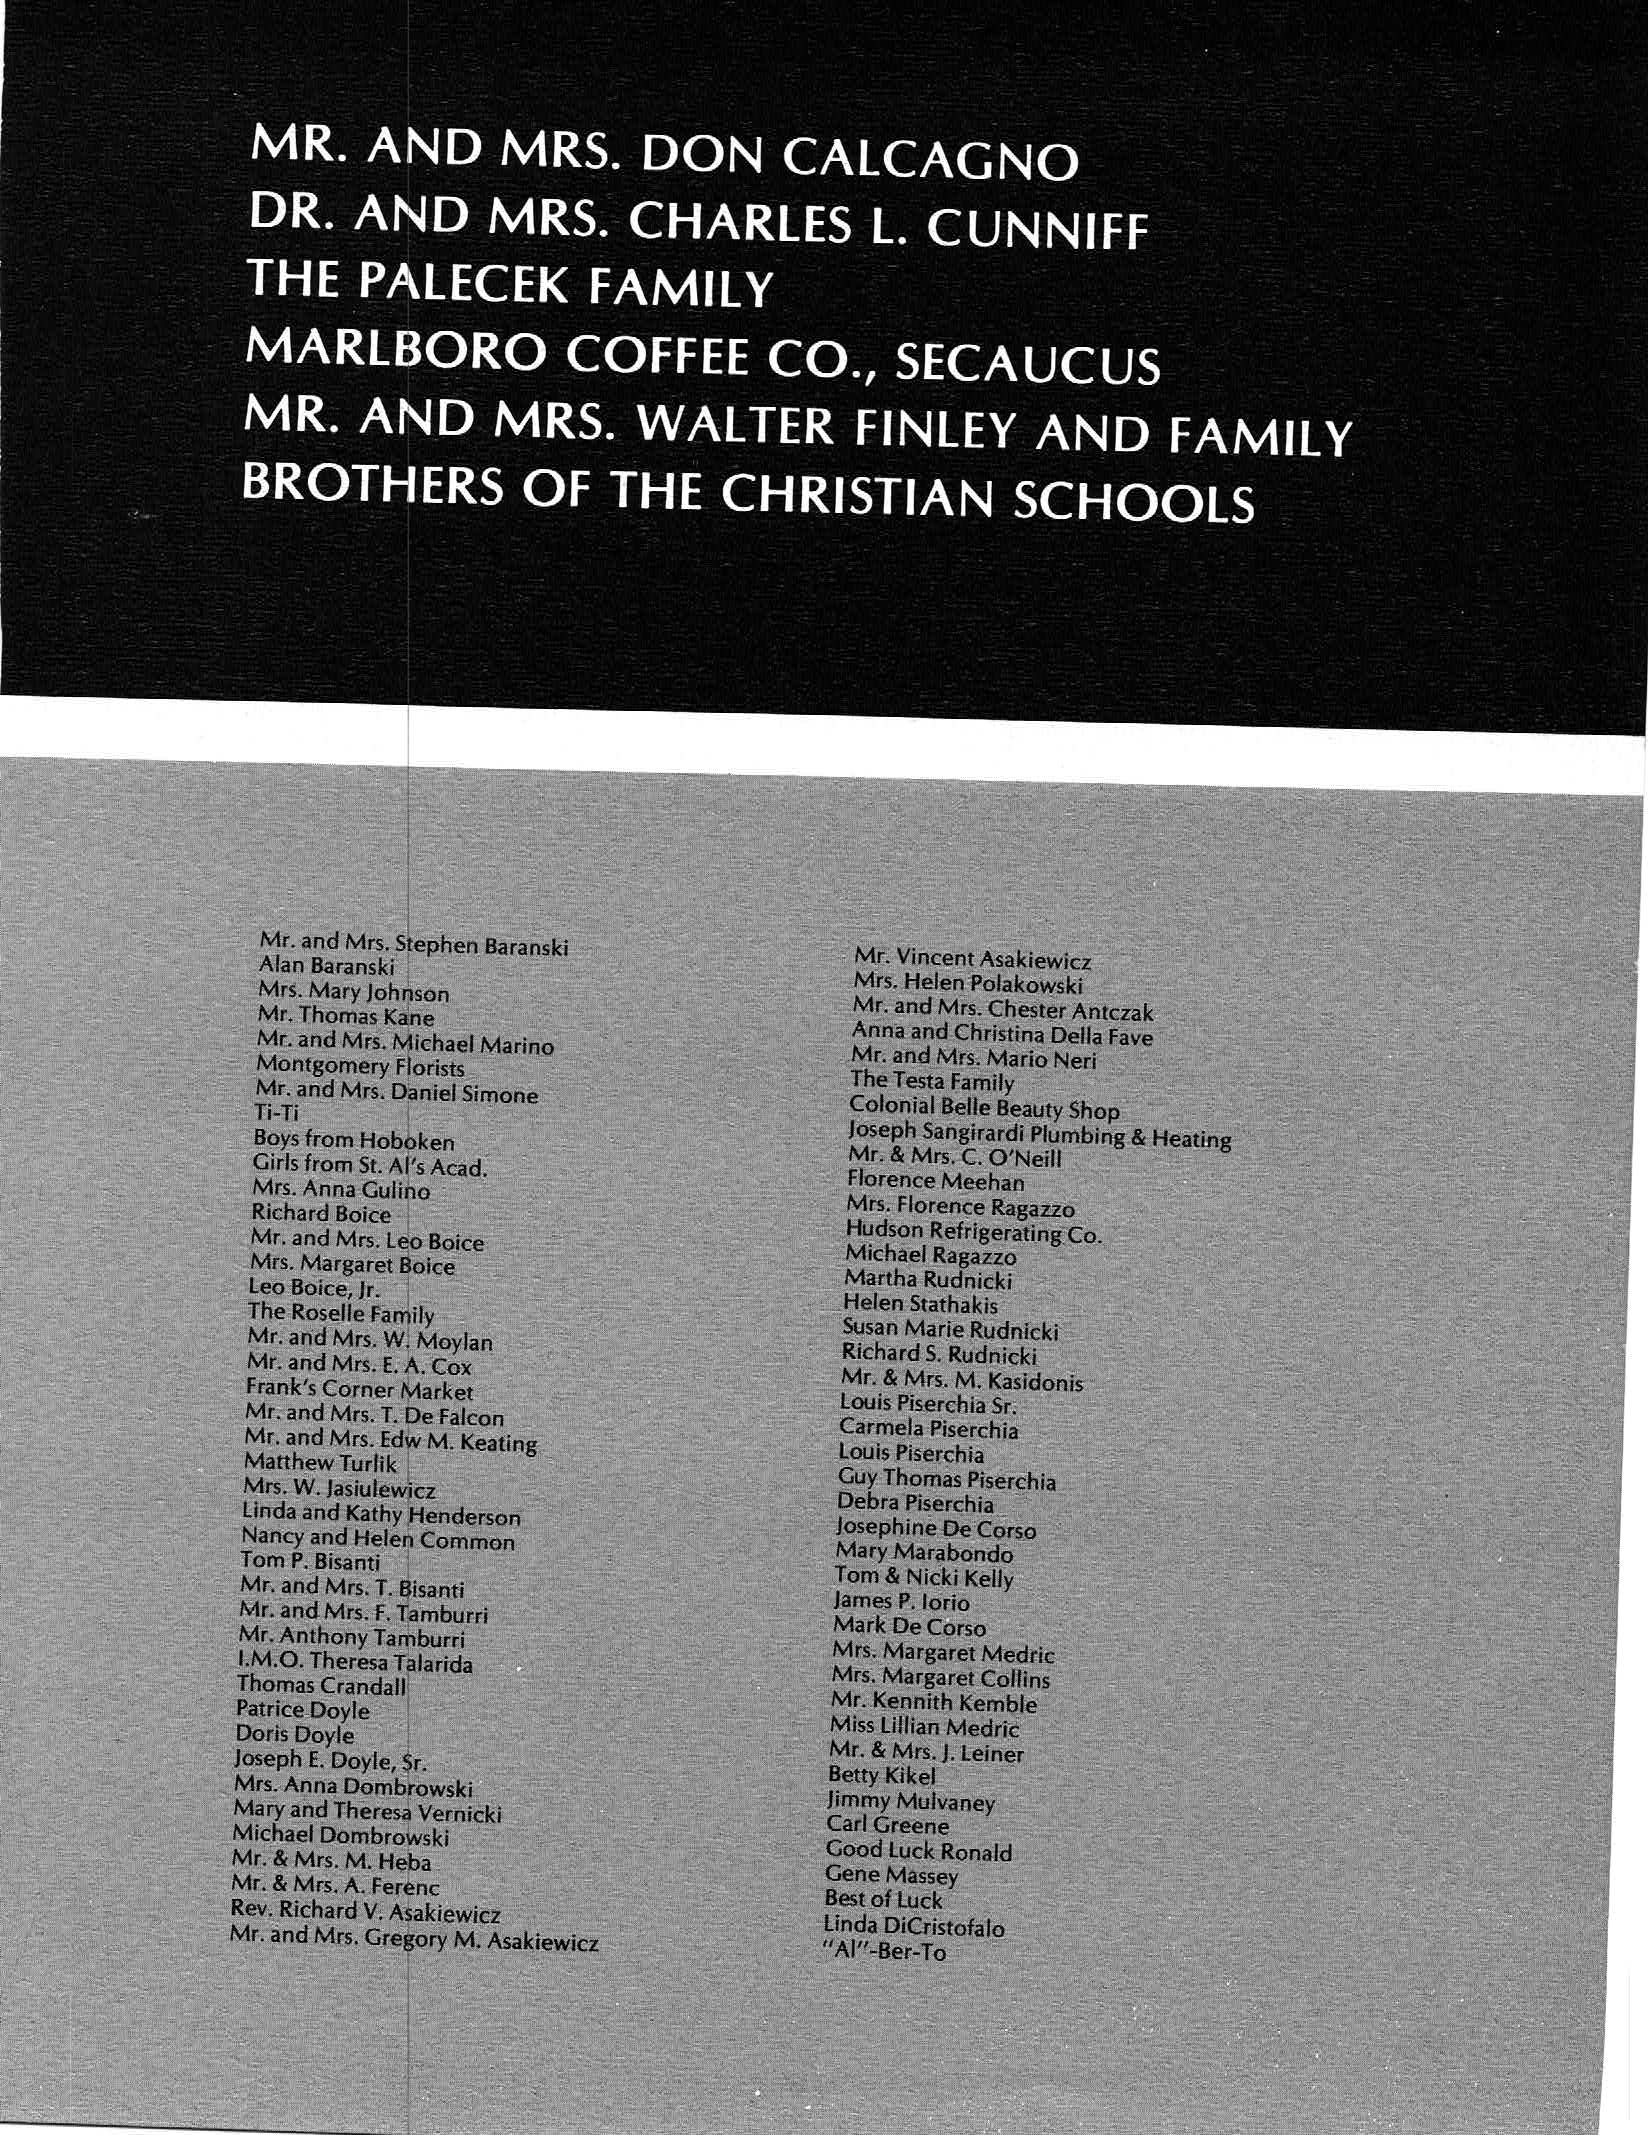 MR. AND MRS. DON CALCAGNO
DR. AND MRS. CHARLES L. CUNNIFF
THE PALECEK FAMILY
MARLBORO COFFEE CO., SECAUCUS
MR. AND MRS. WALTER FINLEY AND FAMILY
BROTHERS OF THE CHRISTIAN SCHOOLS
Mr. and Mrs. Stephen Baranski
Alan Baranski
Mrs. Mary Johnson
Mr. Thomas Kane
Mr. and Mrs. Michael Marino
Montgomery Florists
Mr. and Mrs. Daniel Simone
Ti-Ti
Boys from Hoboken
Girls from St. Al's Acad.
Mrs. Anna Gulino
Richard Boice
Mr. and Mrs. Leo Boice
Mrs. Margaret Boice
Leo Boice, Jr.
The Roselle Family
Mr. and Mrs. W. Moylan
Mr. and Mrs. E. A. Cox
Frank's Corner Market
Mr. and Mrs. T. De Falcon
Mr. and Mrs. Edw M. Keating
Matthew Turlik
Mrs. W. Jasiulewicz
Linda and Kathy Henderson
Nancy and Helen Common
Tom P. Bisanti
Mr. and Mrs. T. Bisanti
Mr. and Mrs. F. Tamburri
Mr. Anthony Tamburri
I.M.O. Theresa Talarida
Thomas Crandall
Patrice Doyle
Doris Doyle
Joseph E. Doyle, Sr.
Mrs. Anna Dombrowski
Mary and Theresa Vernicki
Michael Dombrowski
Mr. & Mrs. M. Heba
Mr. & Mrs. A. Ferenc
Rev. Richard V. Asakiewicz
Mr. and Mrs. Gregory M. Asakiewicz
Mr. Vincent Asakiewicz
Mrs. Helen Polakowski
Mr. and Mrs. Chester Antczak
Anna and Christina Della Fave
Mr. and Mrs. Mario Neri
The Testa Family
Colonial Belle Beauty Shop
Joseph Sangirardi Plumbing & Heating
Mr. & Mrs. C. O'Neill
Florence Meehan
Mrs. Florence Ragazzo
Hudson Refrigerating Co.
Michael Ragazzo
Martha Rudnicki
Helen Stathakis
Susan Marie Rudnicki
Richard S. Rudnicki
Mr. & Mrs. M. Kasidonis
Louis Piserchia Sr.
Carmela Piserchia
Louis Piserchia
Guy Thomas Piserchia
Debra Piserchia
Josephine De Corso
Mary Marabondo
Tom & Nicki Kelly
James P. Iorio
Mark De Corso
Mrs. Margaret Medric
Mrs. Margaret Collins
Mr. Kennith Kemble
Miss Lillian Medric
Mr. & Mrs. J. Leiner
Betty Kikel
Jimmy Mulvaney
Carl Greene
Good Luck Ronald
Gene Massey
Best of Luck
Linda DiCristofalo
"Al"-Ber-To